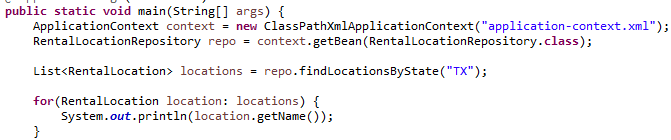 public static void main(String[] args) {
ApplicationContext context = new ClassPathXmlApplicationContext("application-context.xml");
RentalLocationRepository repo = context.getBean(RentalLocationRepository.class);
List<RentalLocation> locations = repo.findLocationsByState("TX");
for(RentalLocation location: locations) {
System.out.println(location.getName());
}